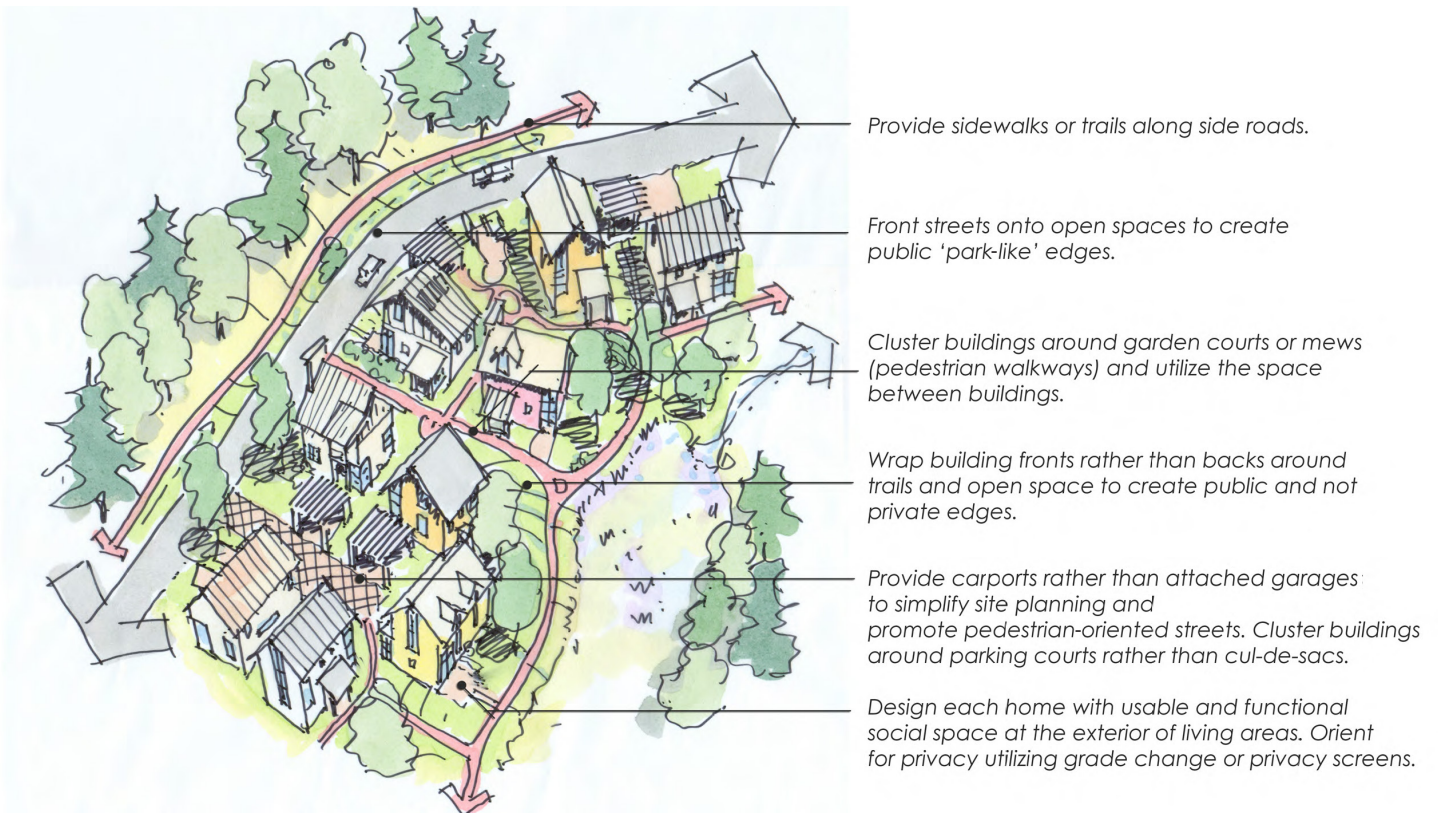 Provide sidewalks or trails along side roads.
Front streets onto open spaces to create
public ‘park-like’ edges.
Cluster buildings around garden courts or mews
(pedestrian walkways) and utilize the space
between buildings.
Wrap building fronts rather than backs around
trails and open space to create public and not
private edges.
Provide carports rather than attached garages
to simplify site planning and
promote pedestrian-oriented streets. Cluster buildings
around parking courts rather than cul-de-sacs.
Design each home with usable and functional
social space at the exterior of living areas. Orient
for privacy utilizing grade change or privacy screens.